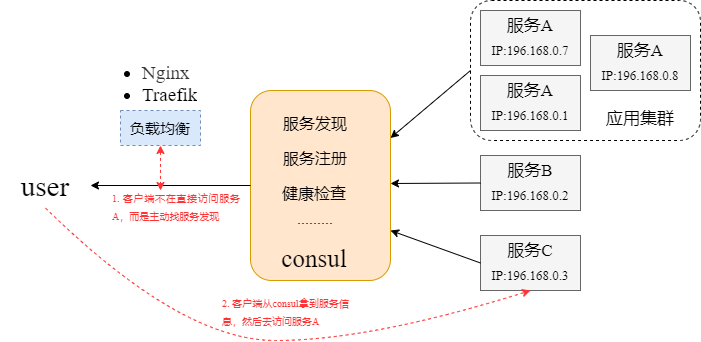 服务A
IP:196.168.0.7
服务A
IP:196.168.0.8
服务A
IP:196.168.0.1
应用集群
• Nginx
• Traefik
负载均衡
服务发现
服务注册
健康检查
.........
consul
user
1. 客户端不在直接访问服务
A，而是主动找服务发现
服务B
IP:196.168.0.2
服务C
IP:196.168.0.3
2. 客户端从consul拿到服务信
息，然后去访问服务A